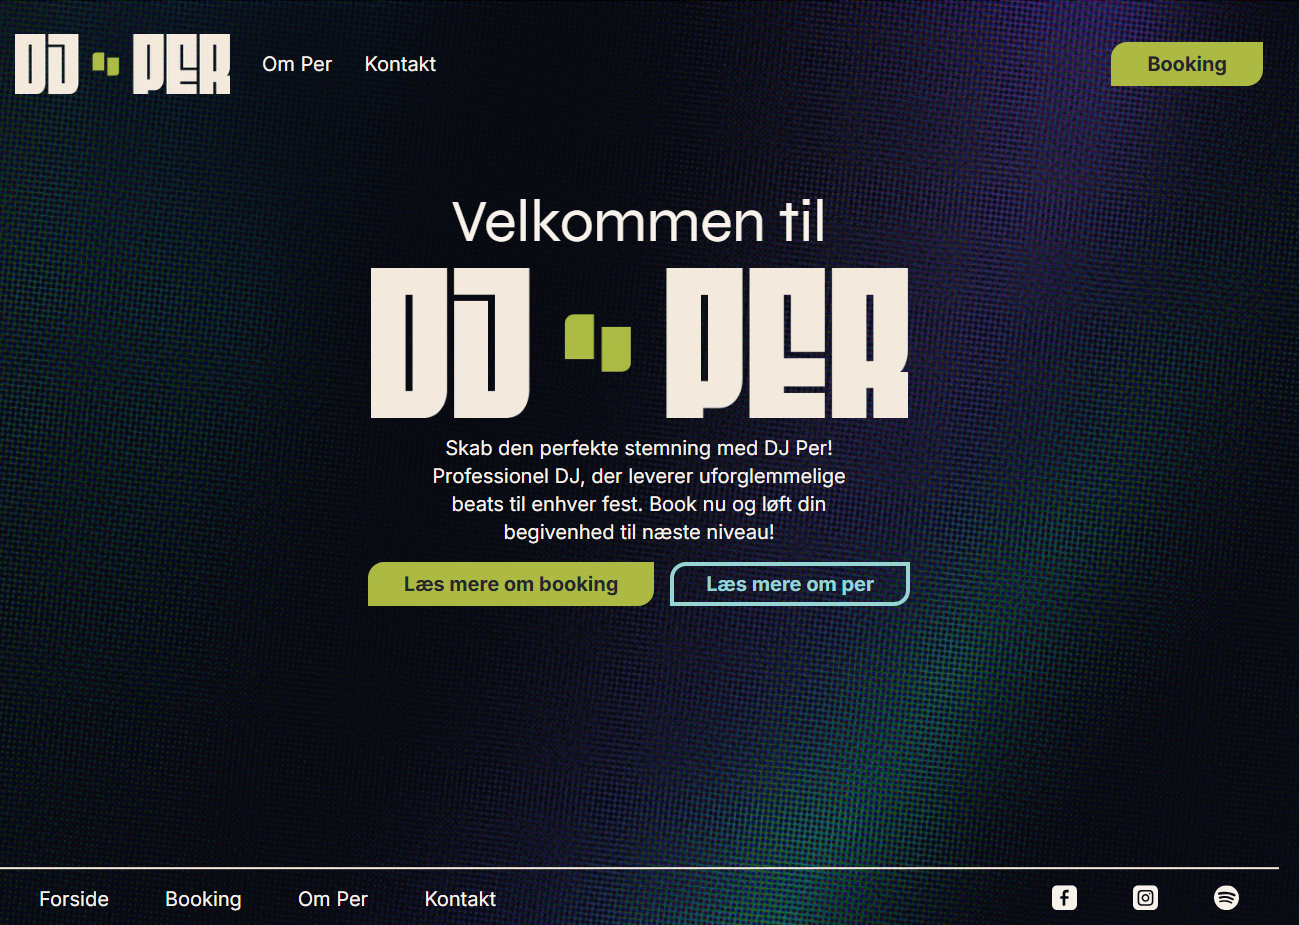 DJ PER
Om Per
Kontakt
Booking
Velkommen til
DJ PER
Skab den perfekte stemning med DJ Per!
Professionel DJ, der leverer uforglemmelige
beats til enhver fest. Book nu og løft din
begivenhed til næste niveau!
Læs mere om booking
Læs mere om per
Forside
Booking
Om Per
Kontakt